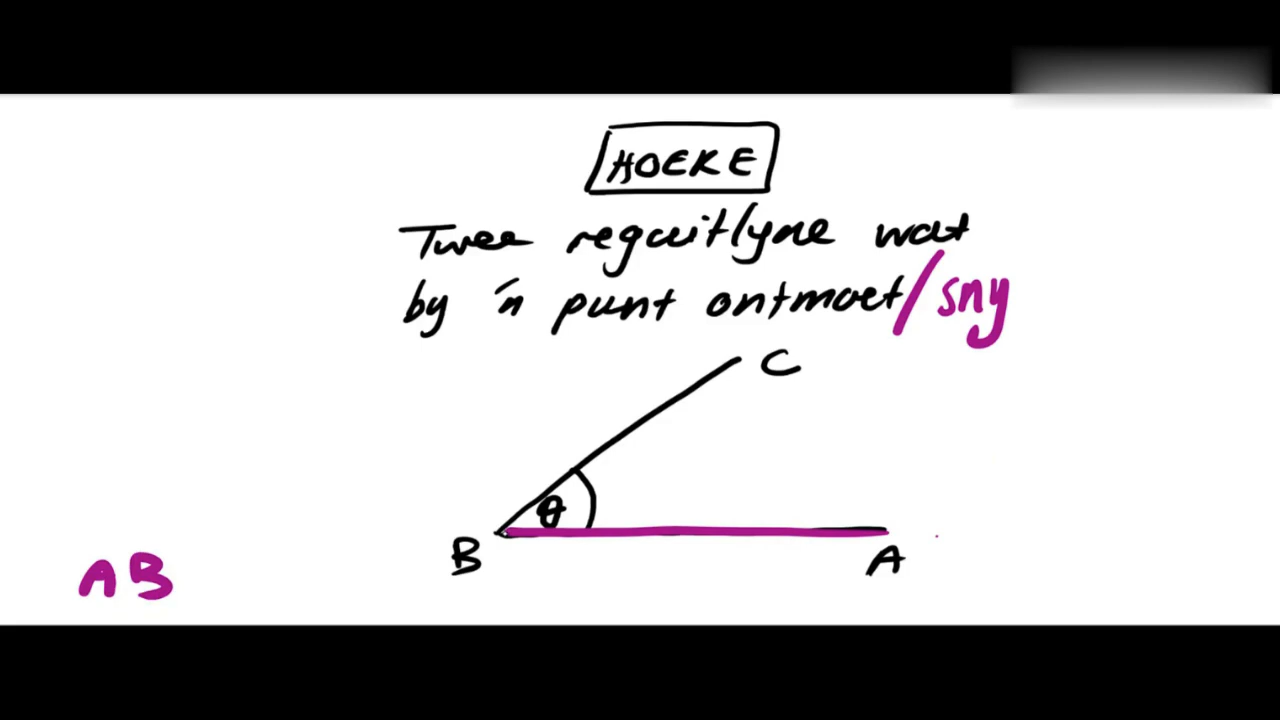 HOEKE
Twee reguitlyne wat
by 'n punt ontmoet/sny
C
θ
B
A
AB